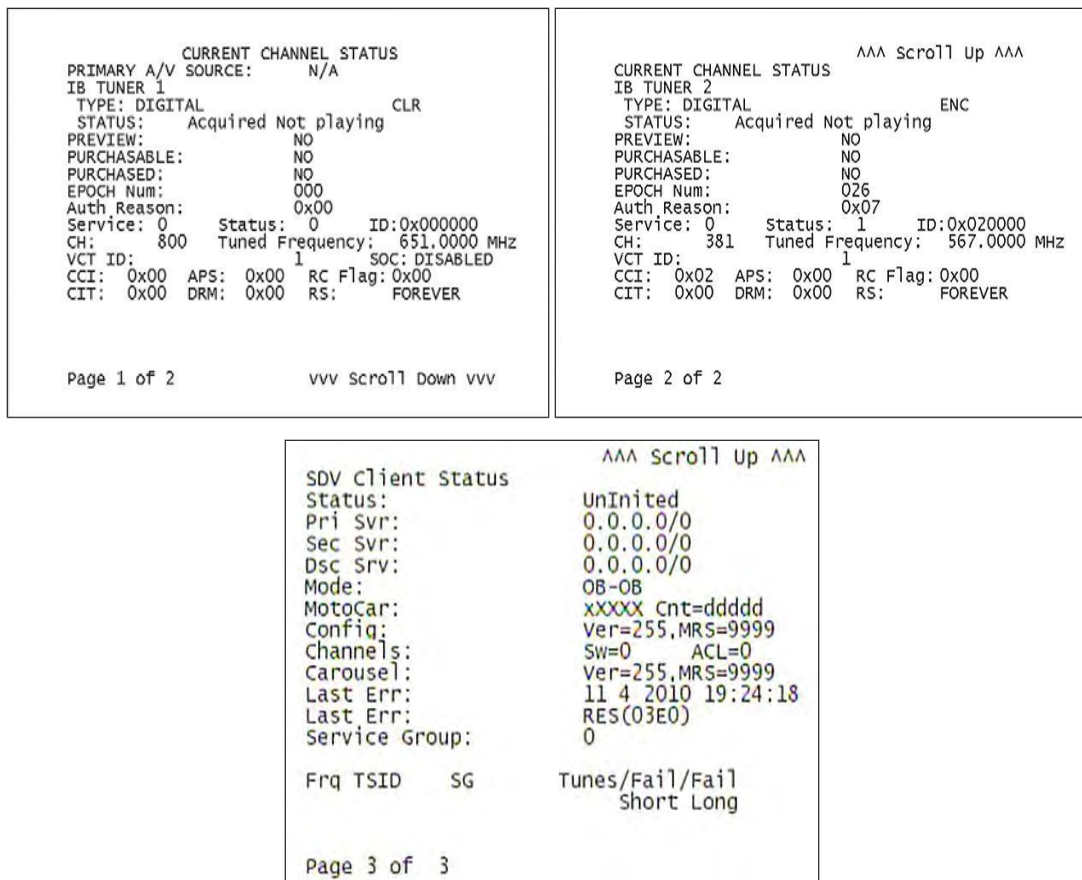 CURRENT CHANNEL STATUS
PRIMARY A/V SOURCE: N/A
IB TUNER 1
TYPE: DIGITAL CLR
STATUS: Acquired Not playing
PREVIEW: NO
PURCHASABLE: NO
PURCHASED: NO
EPOCH Num: 000
Auth Reason: 0x00
Service: 0 Status: 0 ID:0x000000
CH: 800 Tuned Frequency: 651.0000 MHz
VCT ID: 1 SOC: DISABLED
CCI: 0x00 APS: 0x00 RC Flag: 0x00
CIT: 0x00 DRM: 0x00 RS: FOREVER
Page 1 of 2 vvv Scroll Down vvv
ʌʌʌ Scroll Up ʌʌʌ
CURRENT CHANNEL STATUS
IB TUNER 2
TYPE: DIGITAL ENC
STATUS: Acquired Not playing
PREVIEW: NO
PURCHASABLE: NO
PURCHASED: NO
EPOCH Num: 026
Auth Reason: 0x07
Service: 0 Status: 1 ID:0x020000
CH: 381 Tuned Frequency: 567.0000 MHz
VCT ID: 1
CCI: 0x02 APS: 0x00 RC Flag: 0x00
CIT: 0x00 DRM: 0x00 RS: FOREVER
Page 2 of 2
ʌʌʌ Scroll Up ʌʌʌ
SDV Client Status
Status: UnInited
Pri Svr: 0.0.0.0/0
Sec Svr: 0.0.0.0/0
Dsc Srv: 0.0.0.0/0
Mode: OB-OB
MotoCar: xXXXX Cnt=ddddd
Config: Ver=255,MRS=9999
Channels: Sw=0 ACL=0
Carousel: Ver=255,MRS=9999
Last Err: 11 4 2010 19:24:18
Last Err: RES(03E0)
Service Group: 0
Frq TSID SG Tunes/Fail/Fail
Short Long
Page 3 of 3